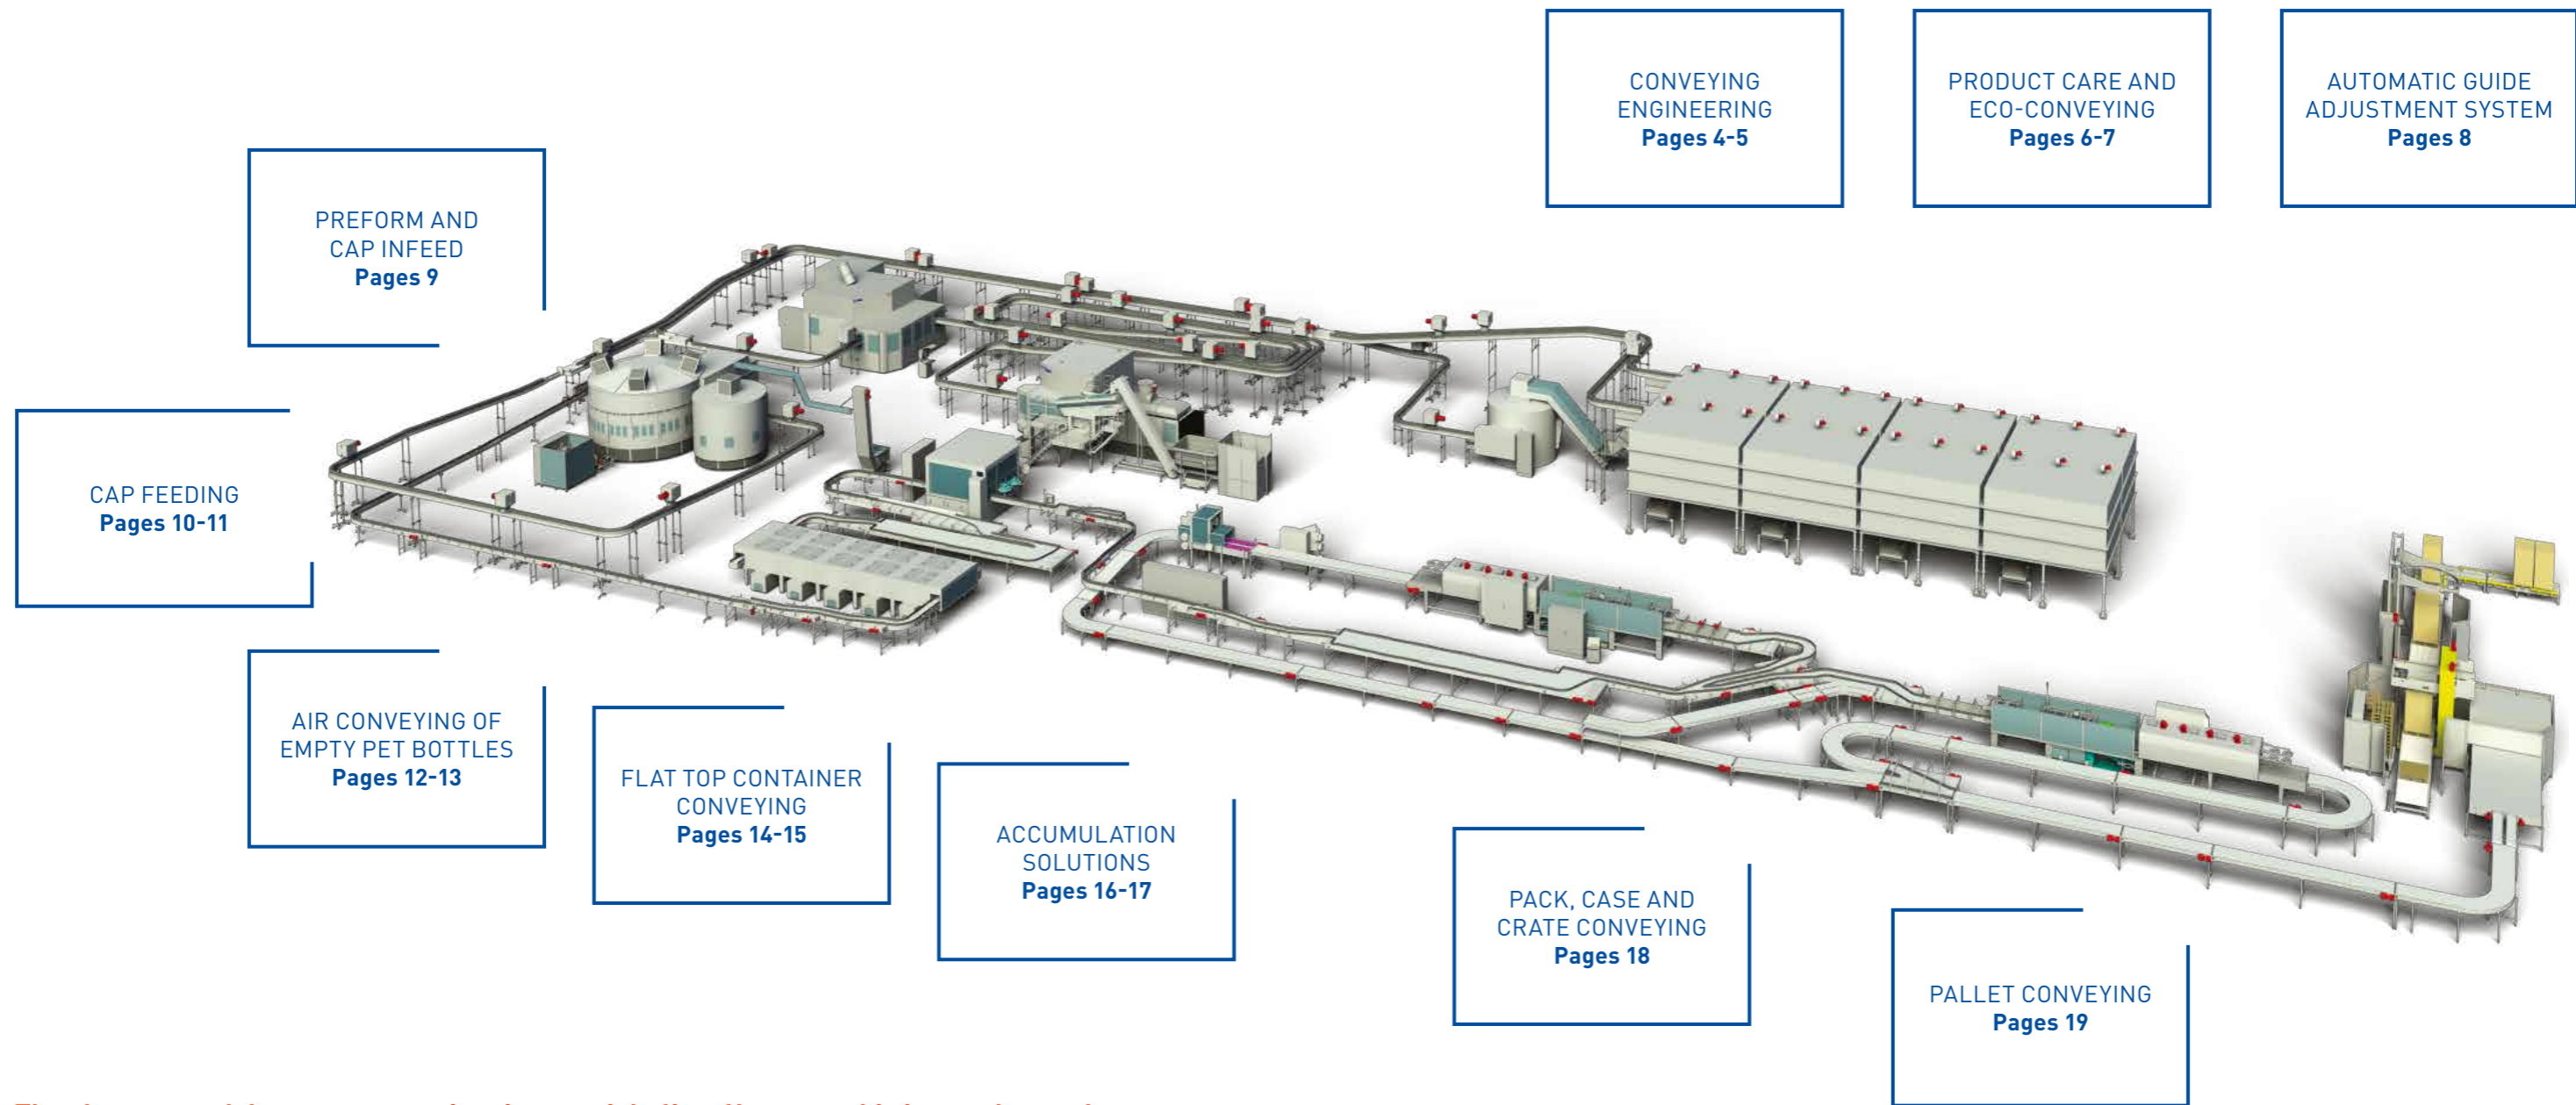 CONVEYING
ENGINEERING
Pages 4-5
PRODUCT CARE AND
ECO-CONVEYING
Pages 6-7
AUTOMATIC GUIDE
ADJUSTMENT SYSTEM
Pages 8
PREFORM AND
CAP INFEED
Pages 9
CAP FEEDING
Pages 10-11
AIR CONVEYING OF
EMPTY PET BOTTLES
Pages 12-13
FLAT TOP CONTAINER
CONVEYING
Pages 14-15
ACCUMULATION
SOLUTIONS
Pages 16-17
PACK, CASE AND
CRATE CONVEYING
Pages 18
PALLET CONVEYING
Pages 19